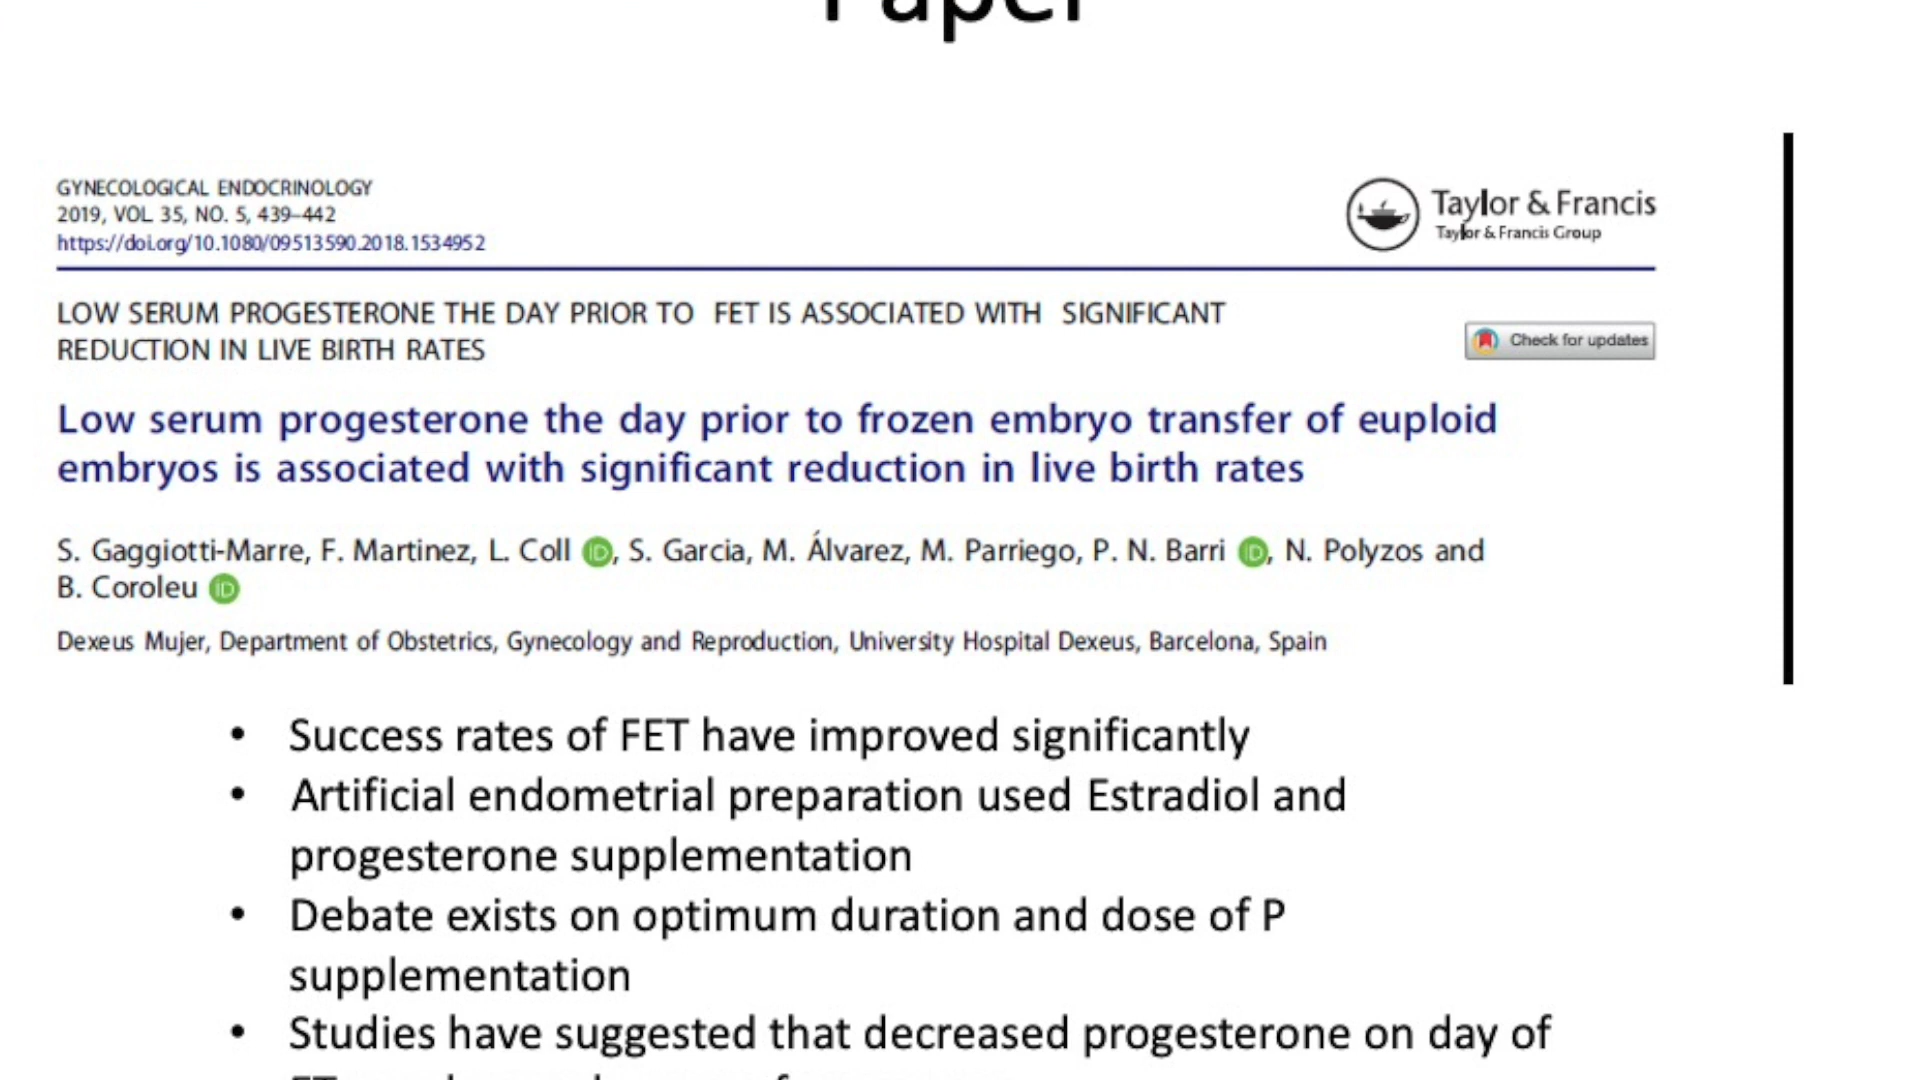 Paper
GYNECOLOGICAL ENDOCRINOLOGY
2019, VOL. 35, NO. 5, 439–442
https://doi.org/10.1080/09513590.2018.1534952
Taylor & Francis
Taylor & Francis Group
LOW SERUM PROGESTERONE THE DAY PRIOR TO FET IS ASSOCIATED WITH SIGNIFICANT
REDUCTION IN LIVE BIRTH RATES
Check for updates
Low serum progesterone the day prior to frozen embryo transfer of euploid
embryos is associated with significant reduction in live birth rates
S. Gaggiotti-Marre, F. Martinez, L. Coll iD, S. Garcia, M. Álvarez, M. Parriego, P. N. Barri iD, N. Polyzos and
B. Coroleu iD
Dexeus Mujer, Department of Obstetrics, Gynecology and Reproduction, University Hospital Dexeus, Barcelona, Spain
• Success rates of FET have improved significantly
• Artificial endometrial preparation used Estradiol and
progesterone supplementation
• Debate exists on optimum duration and dose of P
supplementation
• Studies have suggested that decreased progesterone on day of